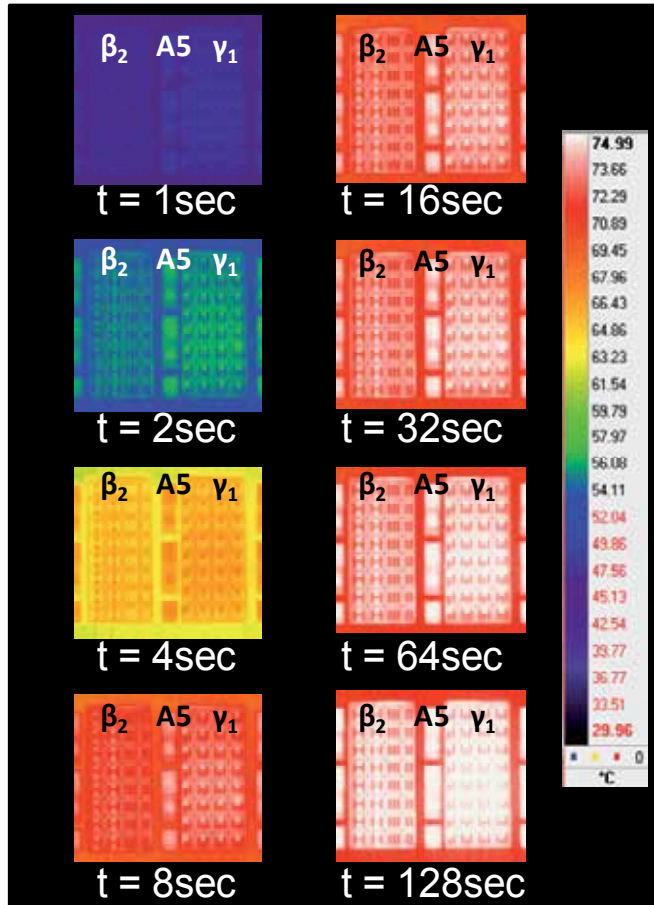 β₂ A5 γ₁
t = 1sec
β₂ A5 γ₁
t = 2sec
β₂ A5 γ₁
t = 4sec
β₂ A5 γ₁
t = 8sec
β₂ A5 γ₁
t = 16sec
β₂ A5 γ₁
t = 32sec
β₂ A5 γ₁
t = 64sec
β₂ A5 γ₁
t = 128sec
74.99
73.66
72.29
70.89
69.45
67.96
66.43
64.86
63.23
61.54
59.79
57.97
56.08
54.11
52.04
49.86
47.56
45.13
42.54
39.77
36.77
33.51
29.96
0
°C